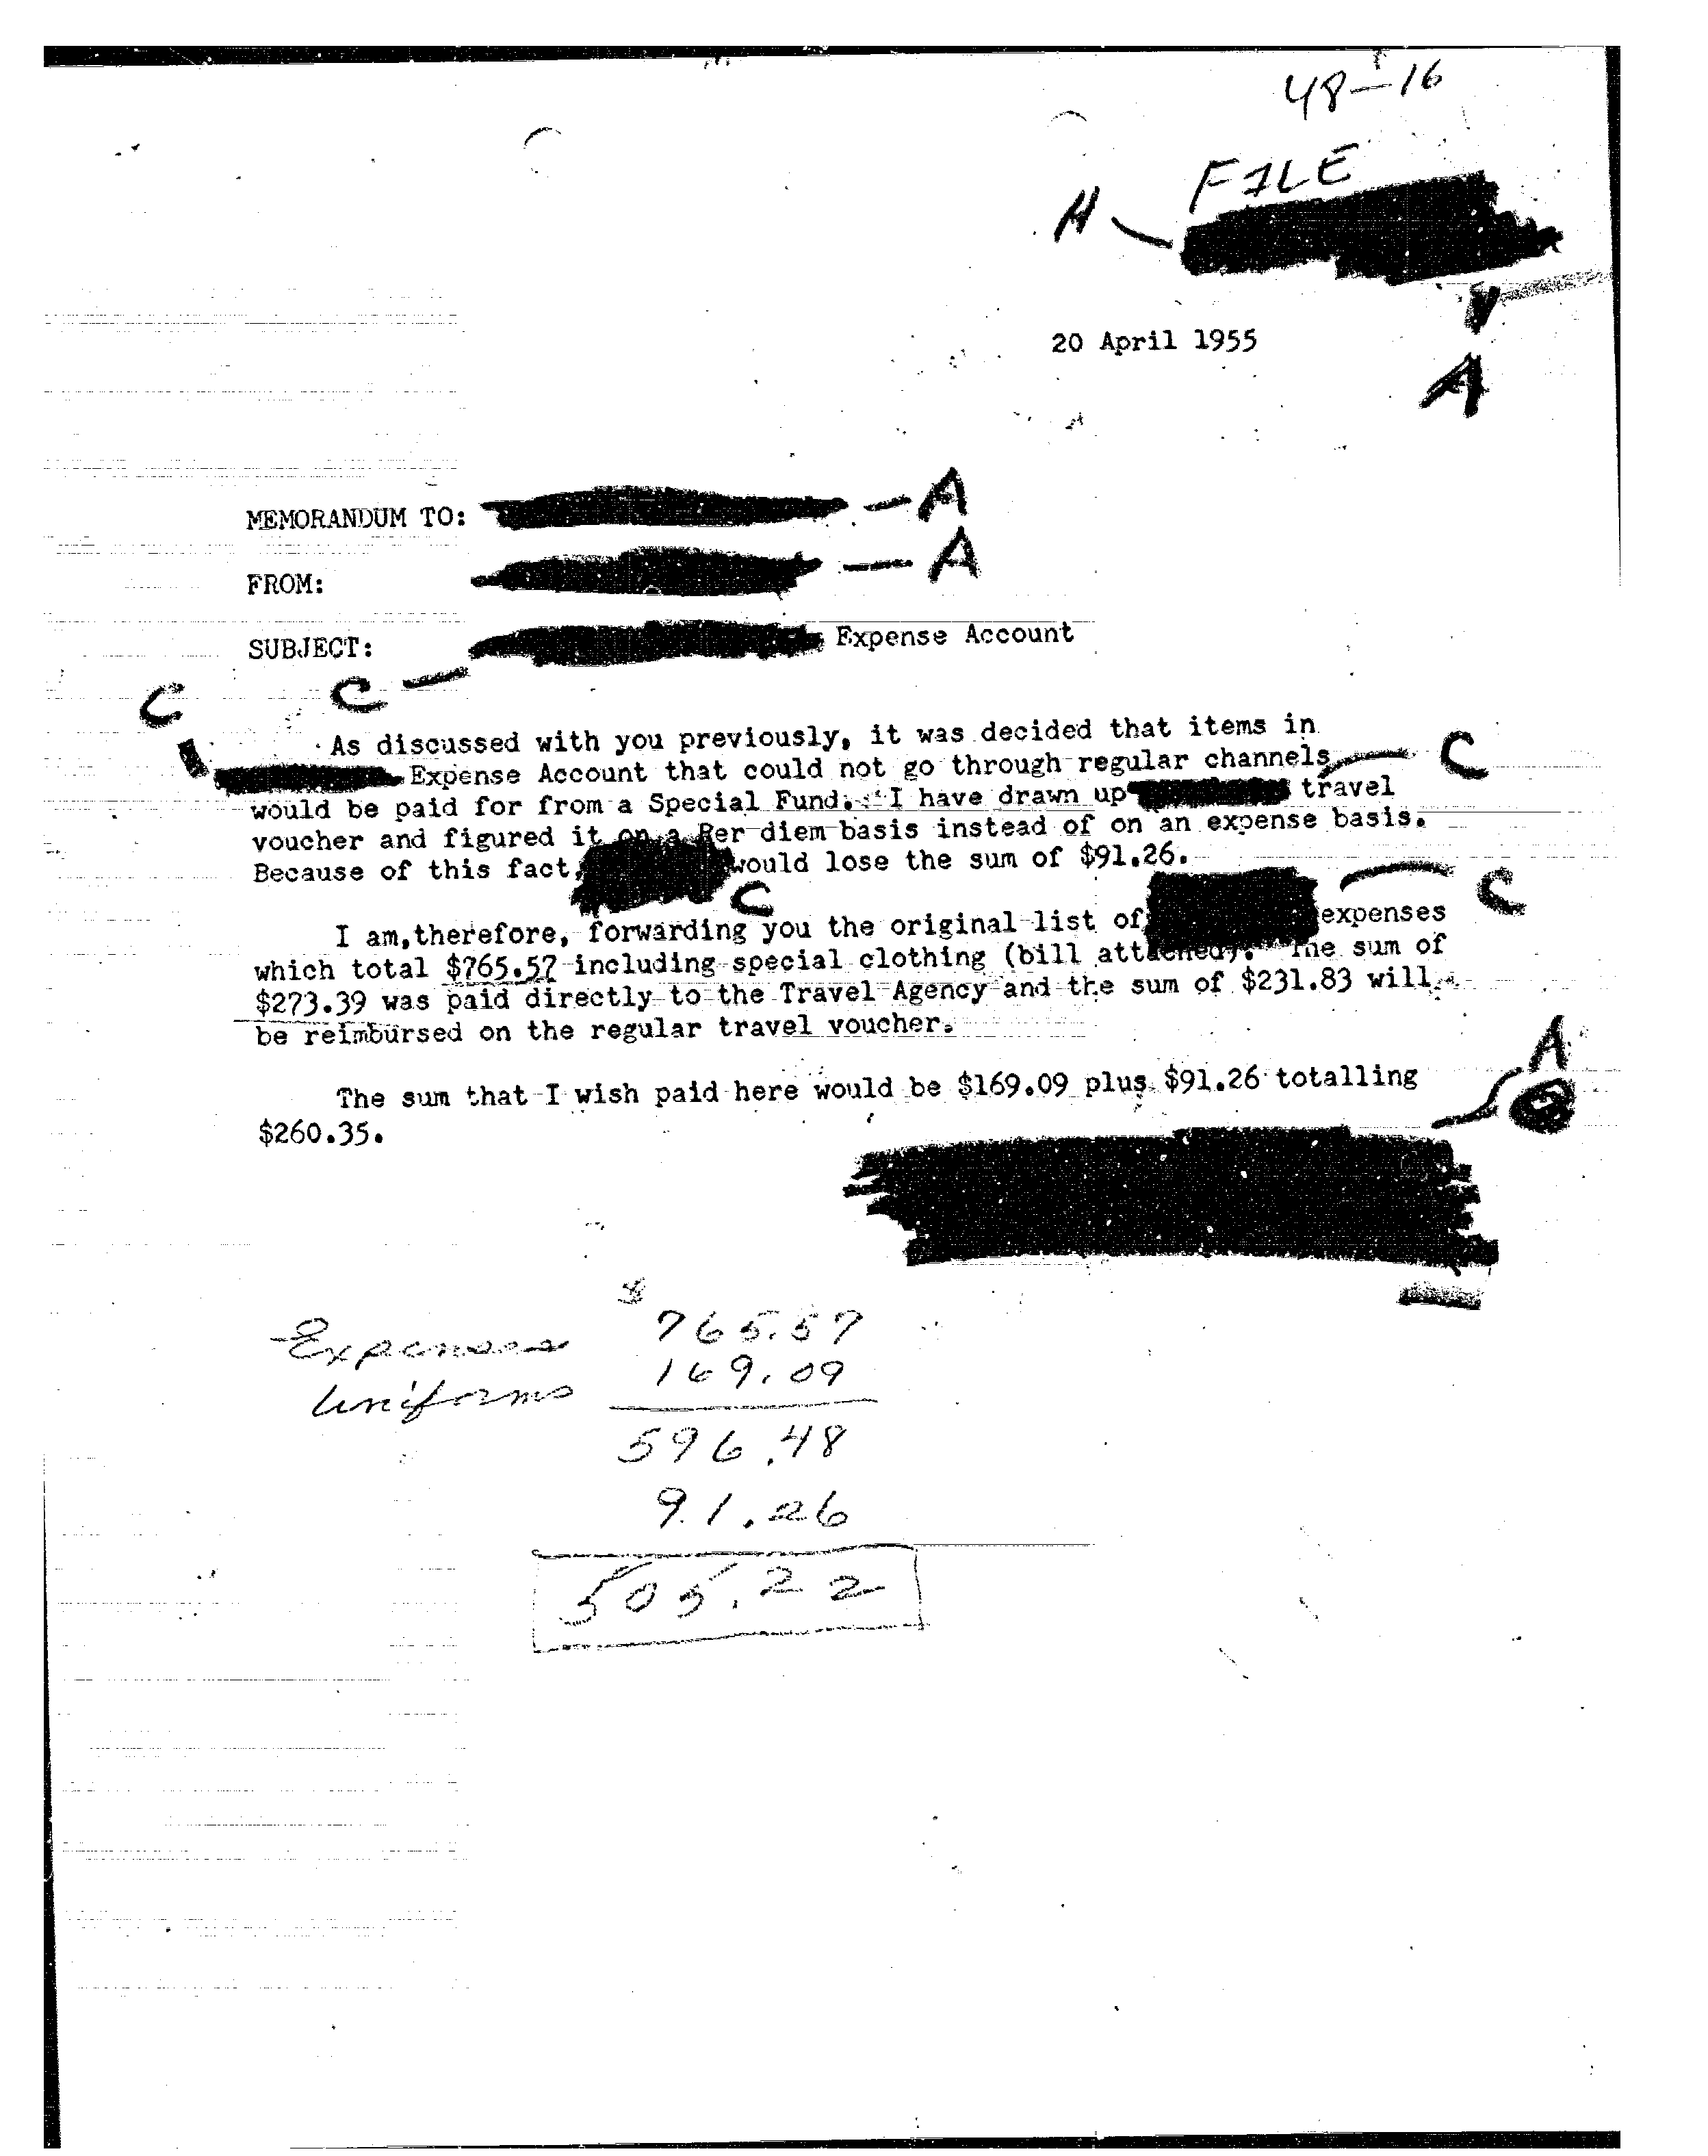 48-16
FILE
A
20 April 1955
A
MEMORANDUM TO: - A
FROM: - A
SUBJECT: Expense Account
C C -
As discussed with you previously, it was decided that items in
Expense Account that could not go through regular channels C
would be paid for from a Special Fund. I have drawn up travel
voucher and figured it on a Per diem basis instead of on an expense basis.
Because of this fact, would lose the sum of $91.26.
C C
I am,therefore, forwarding you the original list of expenses
which total $765.57 including special clothing (bill attached). The sum of
$273.39 was paid directly to the Travel Agency and the sum of $231.83 will
be reimbursed on the regular travel voucher.
A
The sum that I wish paid here would be $169.09 plus $91.26 totalling
$260.35.
$
Expenses 765.57
Uniforms 169.09
596.48
91.26
505.22